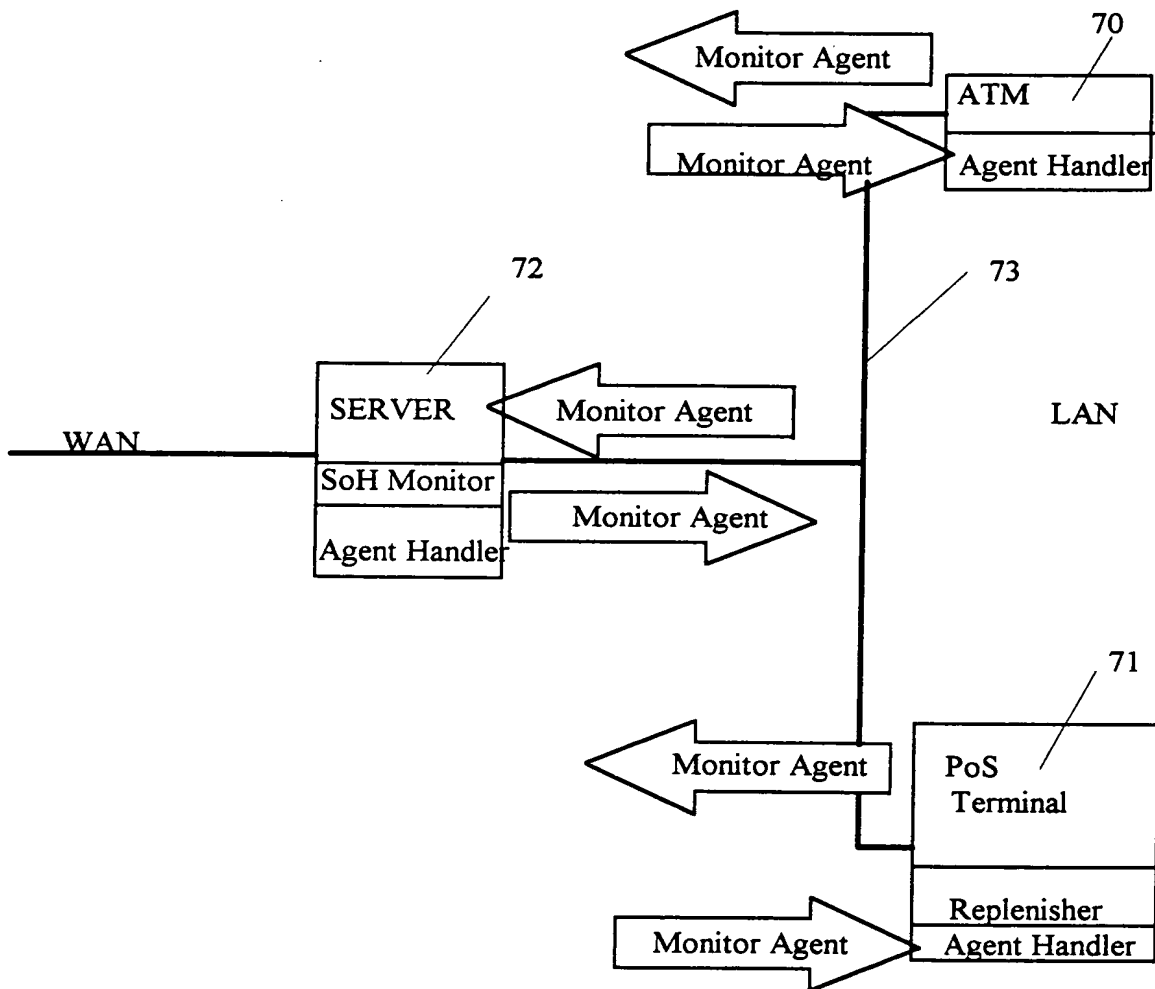 70
Monitor Agent
ATM
Monitor Agent
Agent Handler
72
73
SERVER
Monitor Agent
LAN
WAN
SoH Monitor
Monitor Agent
Agent Handler
71
Monitor Agent
PoS
Terminal
Replenisher
Monitor Agent
Agent Handler